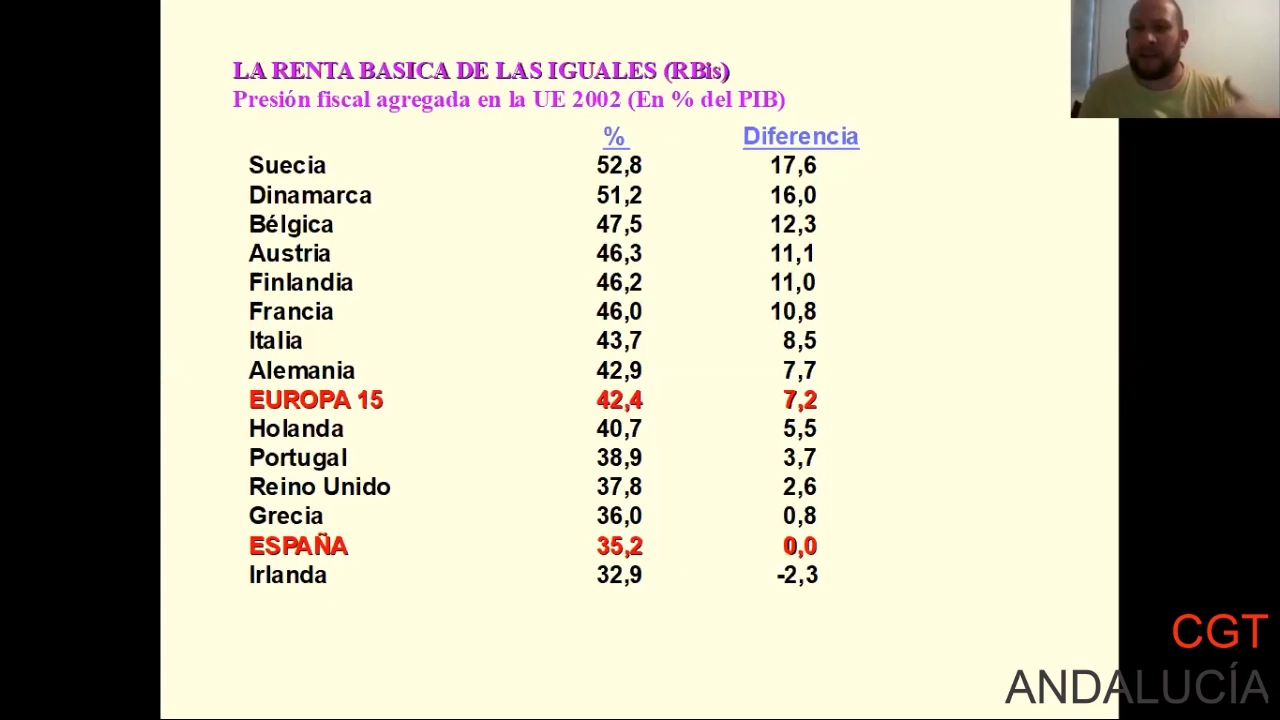 LA RENTA BASICA DE LAS IGUALES (RBis)
Presión fiscal agregada en la UE 2002 (En % del PIB)
% Diferencia
Suecia 52,8 17,6
Dinamarca 51,2 16,0
Bélgica 47,5 12,3
Austria 46,3 11,1
Finlandia 46,2 11,0
Francia 46,0 10,8
Italia 43,7 8,5
Alemania 42,9 7,7
EUROPA 15 42,4 7,2
Holanda 40,7 5,5
Portugal 38,9 3,7
Reino Unido 37,8 2,6
Grecia 36,0 0,8
ESPAÑA 35,2 0,0
Irlanda 32,9 -2,3
CGT
ANDALUCÍA